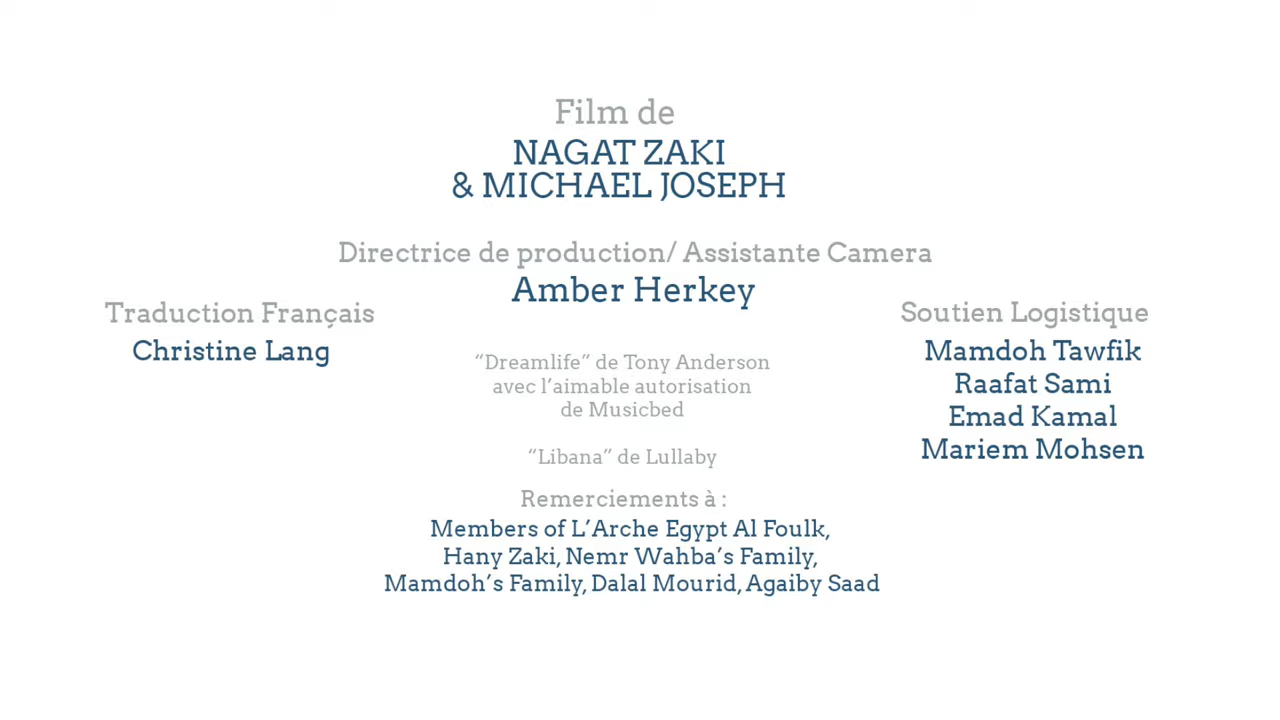 Film de
NAGAT ZAKI
& MICHAEL JOSEPH
Directrice de production/ Assistante Camera
Amber Herkey
Traduction Français
Christine Lang
“Dreamlife” de Tony Anderson
avec l’aimable autorisation
de Musicbed
“Libana” de Lullaby
Soutien Logistique
Mamdoh Tawfik
Raafat Sami
Emad Kamal
Mariem Mohsen
Remerciements à :
Members of L’Arche Egypt Al Foulk,
Hany Zaki, Nemr Wahba’s Family,
Mamdoh’s Family, Dalal Mourid, Agaiby Saad